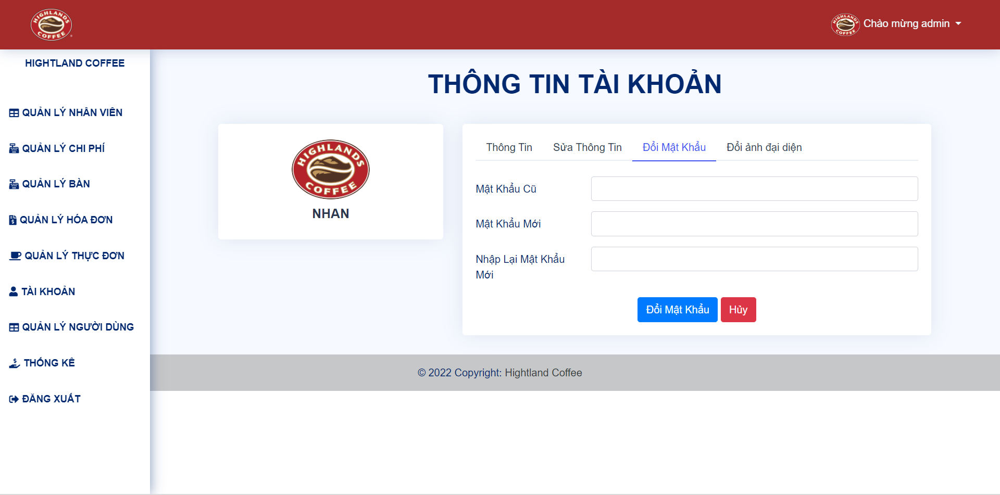 HIGHLANDS
COFFEE
HIGHLANDS
COFFEE
Chào mừng admin
HIGHTLAND COFFEE
QUẢN LÝ NHÂN VIÊN
QUẢN LÝ CHI PHÍ
QUẢN LÝ BÀN
QUẢN LÝ HÓA ĐƠN
QUẢN LÝ THỰC ĐƠN
TÀI KHOẢN
QUẢN LÝ NGƯỜI DÙNG
THỐNG KÊ
ĐĂNG XUẤT
THÔNG TIN TÀI KHOẢN
HIGHLANDS
COFFEE
NHAN
Thông Tin
Sửa Thông Tin
Đổi Mật Khẩu
Đổi ảnh đại diện
Mật Khẩu Cũ
Mật Khẩu Mới
Nhập Lại Mật Khẩu
Mới
Đổi Mật Khẩu
Hủy
© 2022 Copyright: Hightland Coffee